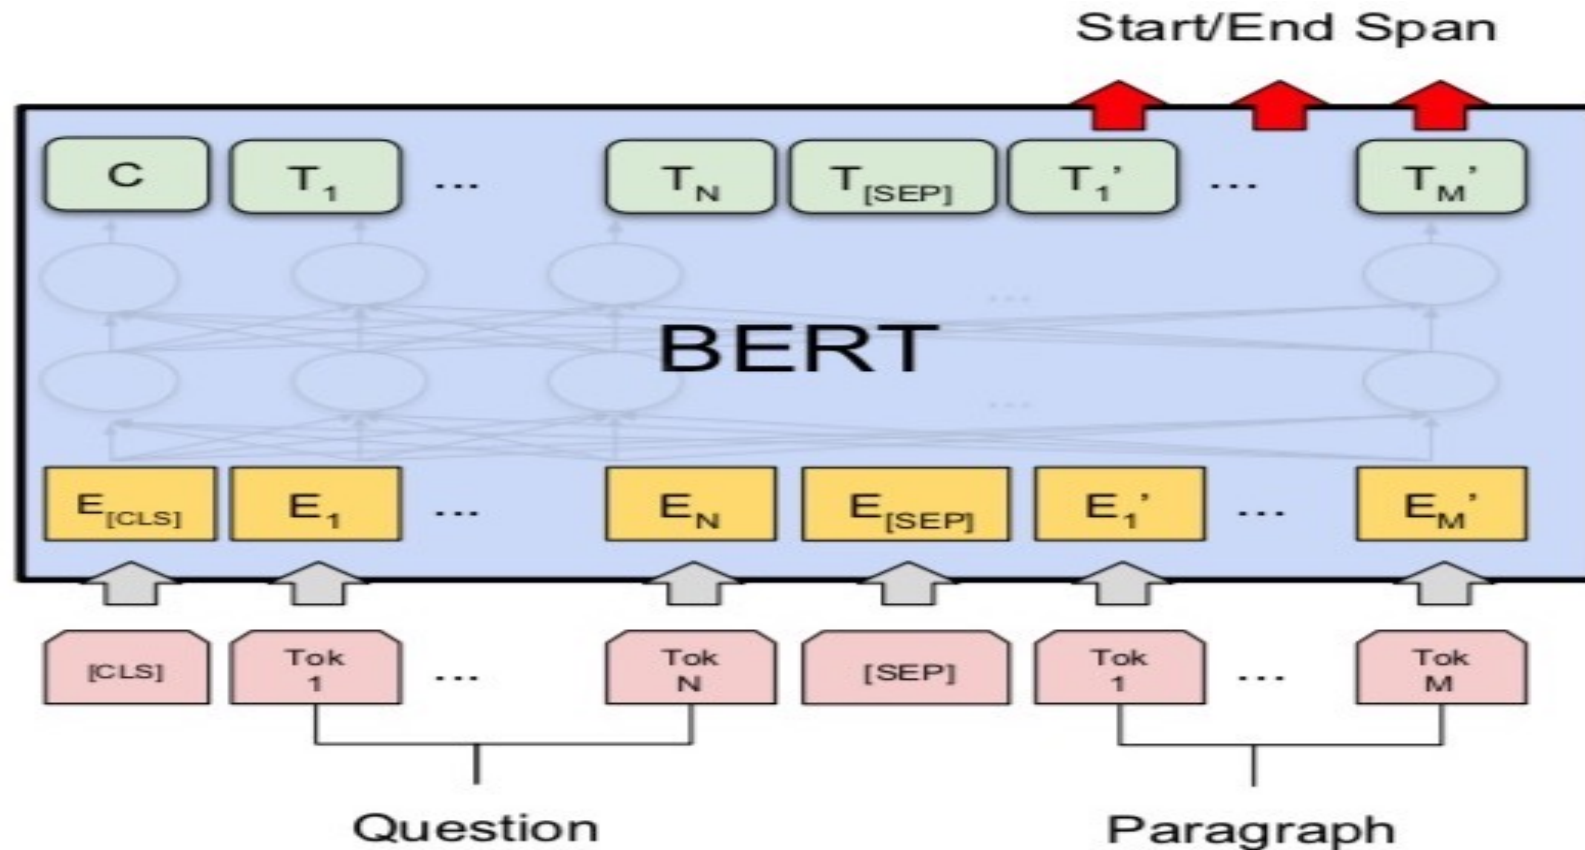 Start/End Span
C T1 ... TN T[SEP] T1' ... TM'
...
BERT
...
E[CLS] E1 ... EN E[SEP] E1' ... EM'
[CLS] Tok 1 ... Tok N [SEP] Tok 1 ... Tok M
Question Paragraph